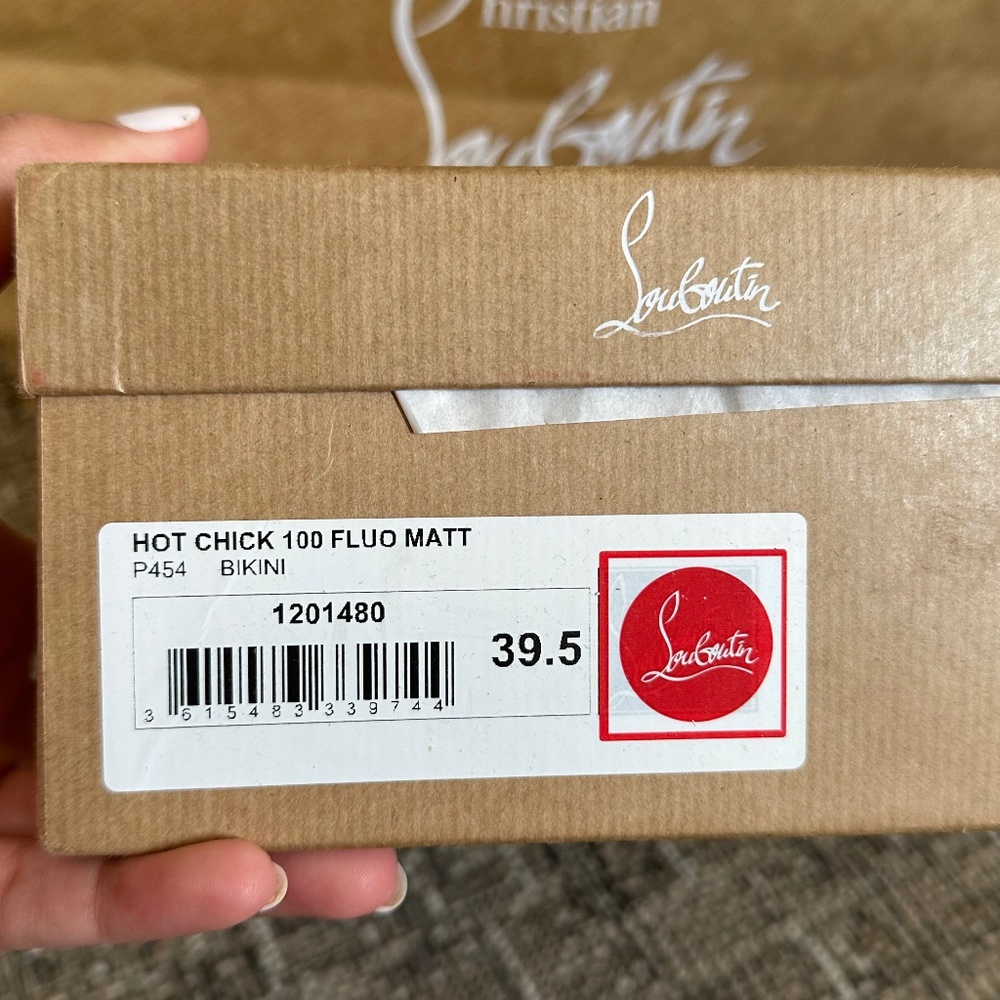 Christian
Louboutin
Louboutin
HOT CHICK 100 FLUO MATT
P454 BIKINI
1201480
39.5
3 615483 339744
Louboutin